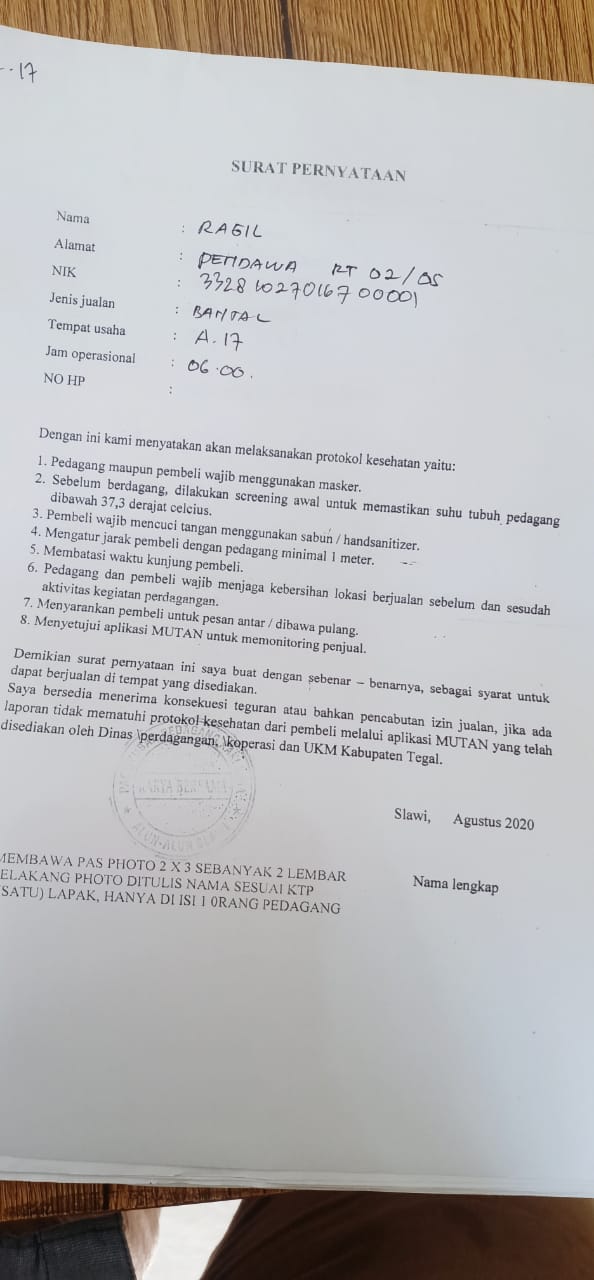 17
SURAT PERNYATAAN
Nama : RAGIL
Alamat : PENDAWA RT 02/05
NIK : 3328102701670001
Jenis jualan : BANTAL
Tempat usaha : A.17
Jam operasional : 06.00.
NO HP :
Dengan ini kami menyatakan akan melaksanakan protokol kesehatan yaitu:
1. Pedagang maupun pembeli wajib menggunakan masker.
2. Sebelum berdagang, dilakukan screening awal untuk memastikan suhu tubuh pedagang
dibawah 37,3 derajat celcius.
3. Pembeli wajib mencuci tangan menggunakan sabun / handsanitizer.
4. Mengatur jarak pembeli dengan pedagang minimal 1 meter.
5. Membatasi waktu kunjung pembeli.
6. Pedagang dan pembeli wajib menjaga kebersihan lokasi berjualan sebelum dan sesudah
aktivitas kegiatan perdagangan.
7. Menyarankan pembeli untuk pesan antar / dibawa pulang.
8. Menyetujui aplikasi MUTAN untuk memonitoring penjual.
Demikian surat pernyataan ini saya buat dengan sebenar – benarnya, sebagai syarat untuk
dapat berjualan di tempat yang disediakan.
Saya bersedia menerima konsekuesi teguran atau bahkan pencabutan izin jualan, jika ada
laporan tidak mematuhi protokol kesehatan dari pembeli melalui aplikasi MUTAN yang telah
disediakan oleh Dinas \perdagangan, \koperasi dan UKM Kabupaten Tegal.
KARYA BERSAMA
ALUN-ALUN
Slawi, Agustus 2020
MEMBAWA PAS PHOTO 2 X 3 SEBANYAK 2 LEMBAR
ELAKANG PHOTO DITULIS NAMA SESUAI KTP
(SATU) LAPAK, HANYA DI ISI 1 0RANG PEDAGANG
Nama lengkap